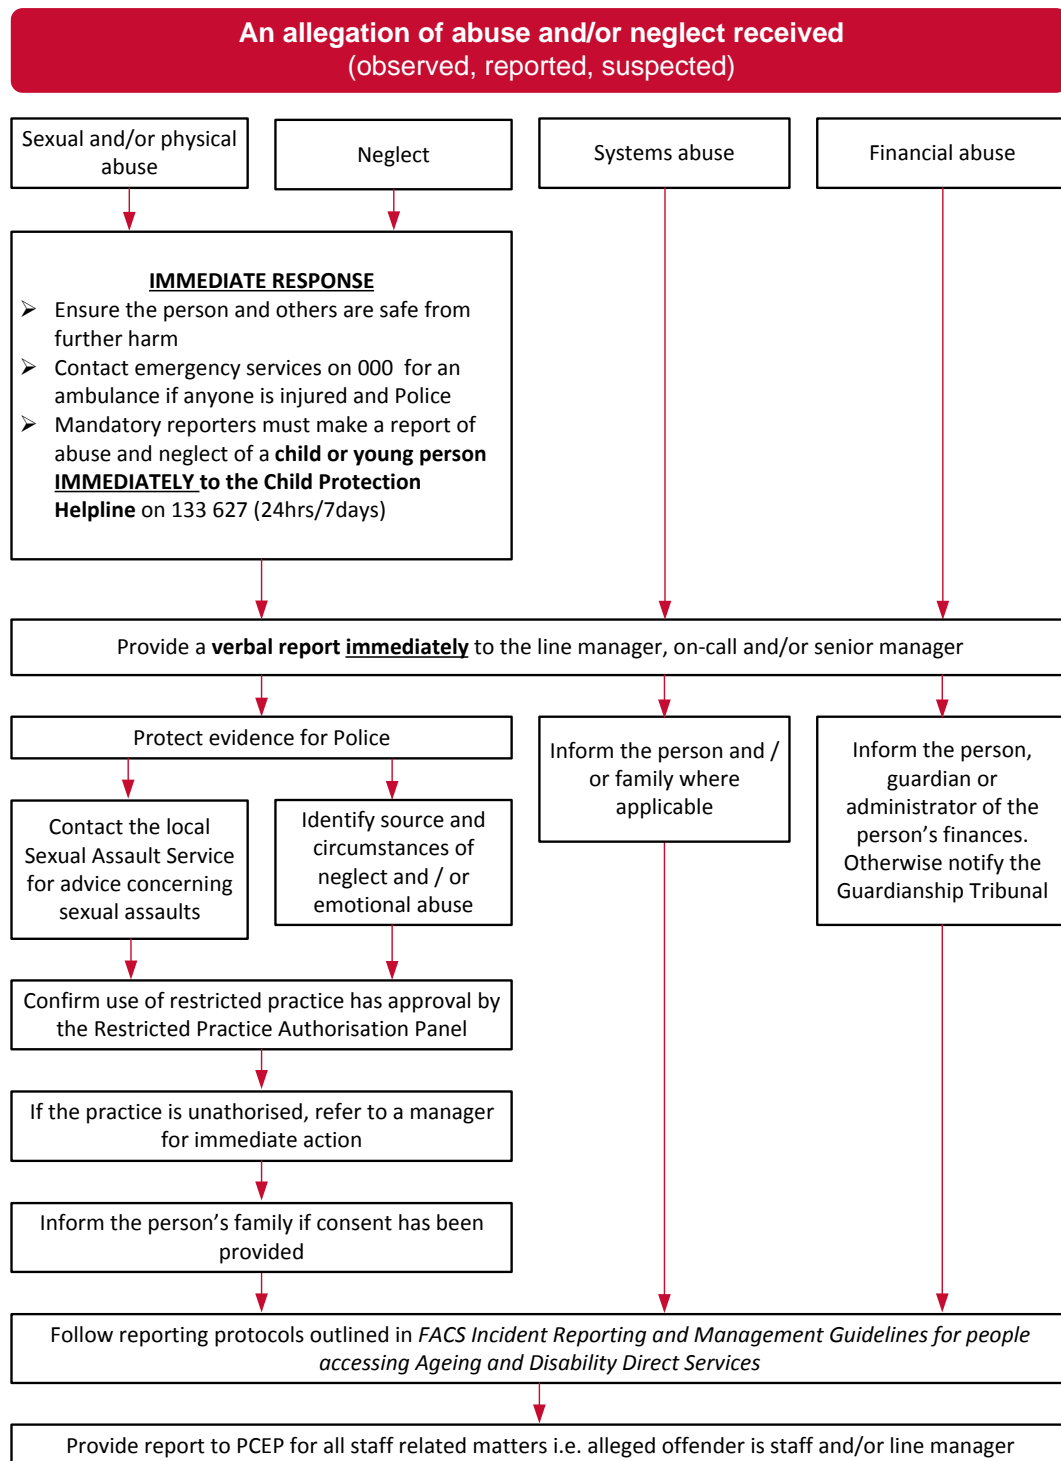 An allegation of abuse and/or neglect received
(observed, reported, suspected)
Sexual and/or physical
abuse
Neglect
Systems abuse
Financial abuse
IMMEDIATE RESPONSE
➢ Ensure the person and others are safe from
further harm
➢ Contact emergency services on 000 for an
ambulance if anyone is injured and Police
➢ Mandatory reporters must make a report of
abuse and neglect of a child or young person
IMMEDIATELY to the Child Protection
Helpline on 133 627 (24hrs/7days)
Provide a verbal report immediately to the line manager, on-call and/or senior manager
Protect evidence for Police
Contact the local
Sexual Assault Service
for advice concerning
sexual assaults
Identify source and
circumstances of
neglect and / or
emotional abuse
Inform the person and /
or family where
applicable
Inform the person,
guardian or
administrator of the
person’s finances.
Otherwise notify the
Guardianship Tribunal
Confirm use of restricted practice has approval by
the Restricted Practice Authorisation Panel
If the practice is unathorised, refer to a manager
for immediate action
Inform the person’s family if consent has been
provided
Follow reporting protocols outlined in FACS Incident Reporting and Management Guidelines for people
accessing Ageing and Disability Direct Services
Provide report to PCEP for all staff related matters i.e. alleged offender is staff and/or line manager